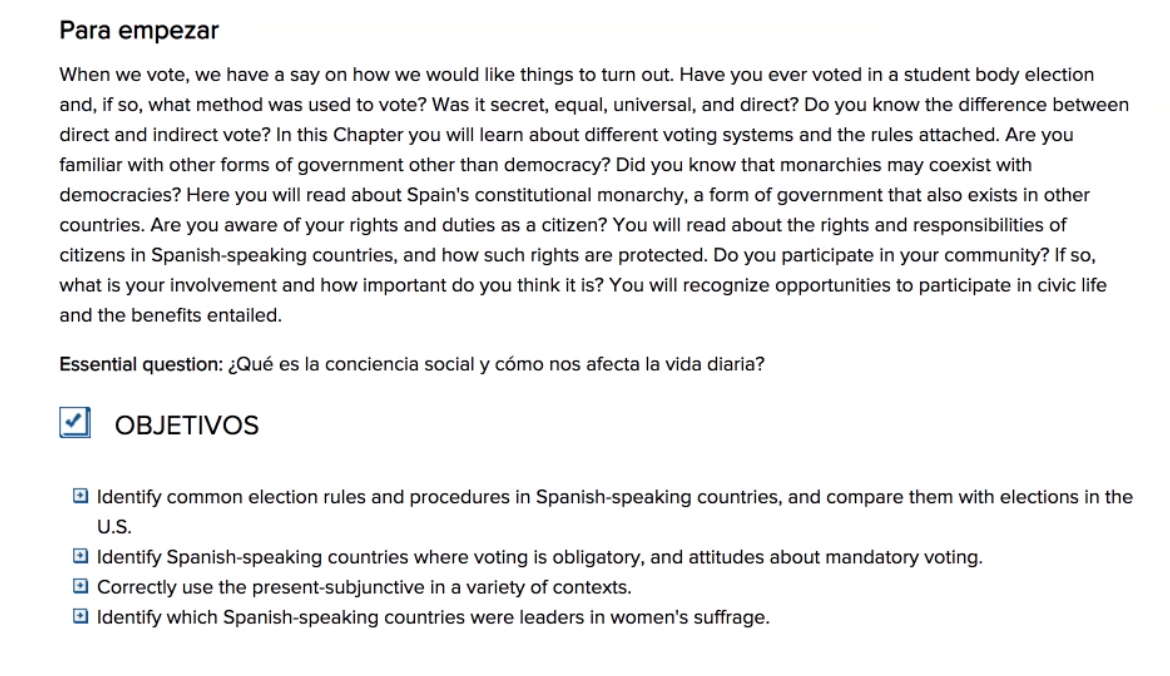 Para empezar
When we vote, we have a say on how we would like things to turn out. Have you ever voted in a student body election
and, if so, what method was used to vote? Was it secret, equal, universal, and direct? Do you know the difference between
direct and indirect vote? In this Chapter you will learn about different voting systems and the rules attached. Are you
familiar with other forms of government other than democracy? Did you know that monarchies may coexist with
democracies? Here you will read about Spain's constitutional monarchy, a form of government that also exists in other
countries. Are you aware of your rights and duties as a citizen? You will read about the rights and responsibilities of
citizens in Spanish-speaking countries, and how such rights are protected. Do you participate in your community? If so,
what is your involvement and how important do you think it is? You will recognize opportunities to participate in civic life
and the benefits entailed.
Essential question: ¿Qué es la conciencia social y cómo nos afecta la vida diaria?
OBJETIVOS
Identify common election rules and procedures in Spanish-speaking countries, and compare them with elections in the
U.S.
Identify Spanish-speaking countries where voting is obligatory, and attitudes about mandatory voting.
Correctly use the present-subjunctive in a variety of contexts.
Identify which Spanish-speaking countries were leaders in women's suffrage.